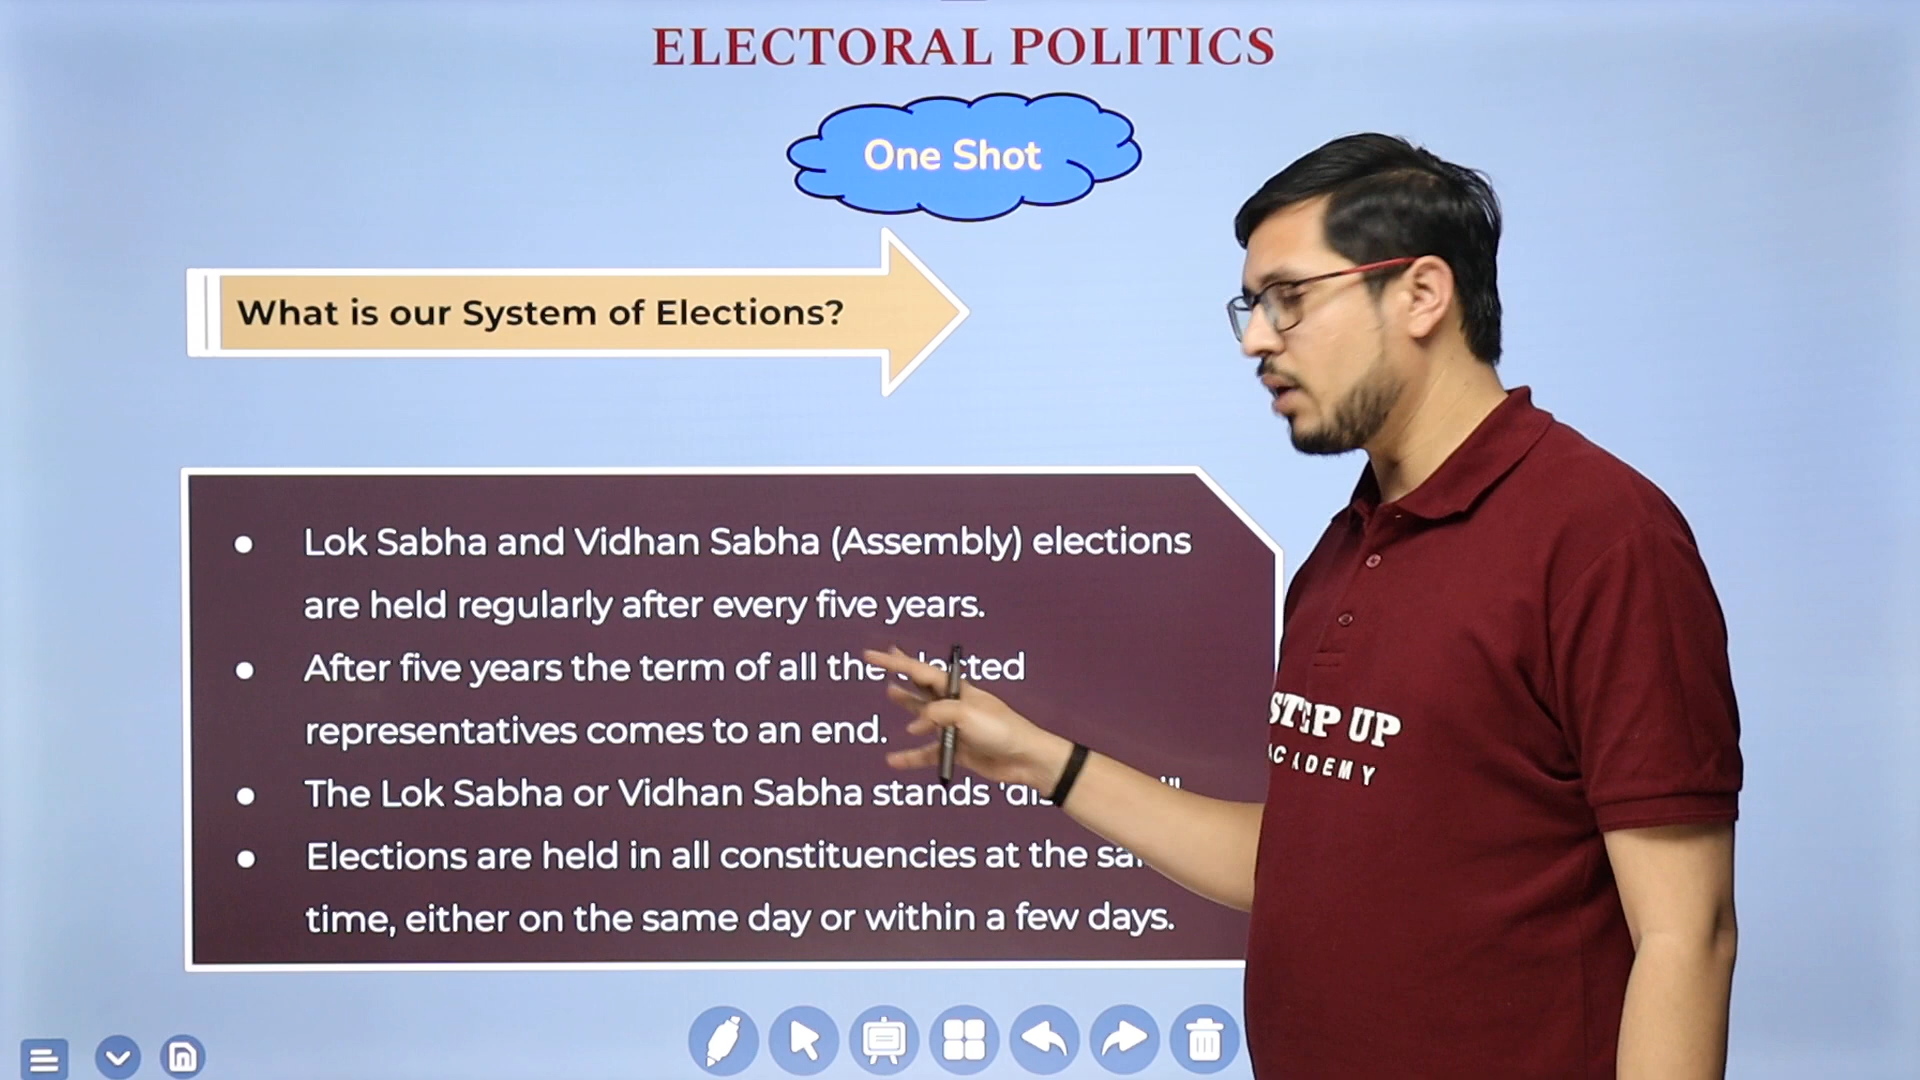 ELECTORAL POLITICS
One Shot
What is our System of Elections?
Lok Sabha and Vidhan Sabha (Assembly) elections
are held regularly after every five years.
After five years the term of all the
representatives comes to an end.
The Lok Sabha or Vidhan Sabha stands
Elections are held in all constituencies at the
time, either on the same day or within a few days.
STEP UP
ACADEMY